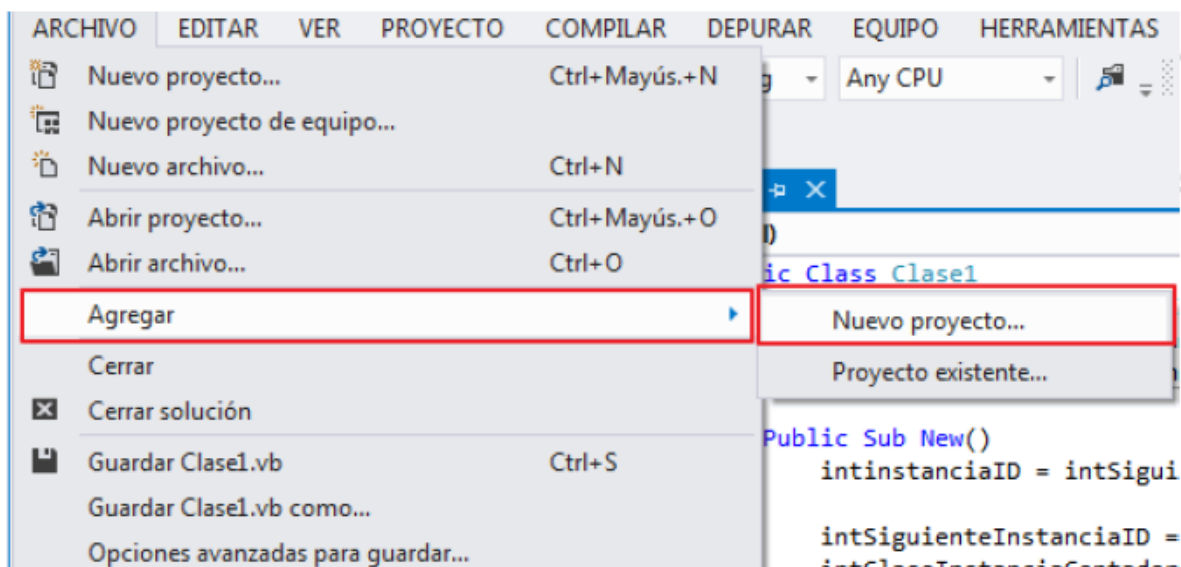 ARCHIVO EDITAR VER PROYECTO COMPILAR DEPURAR EQUIPO HERRAMIENTAS
Nuevo proyecto... Ctrl+Mayús.+N
Any CPU
Nuevo proyecto de equipo...
Nuevo archivo... Ctrl+N
Abrir proyecto... Ctrl+Mayús.+O
Abrir archivo... Ctrl+O
ic Class Clase1
Agregar
Nuevo proyecto...
Cerrar
Proyecto existente...
Cerrar solución
Public Sub New()
Guardar Clase1.vb Ctrl+S
intinstanciaID = intSigui
Guardar Clase1.vb como...
intSiguienteInstanciaID =
Opciones avanzadas para guardar...